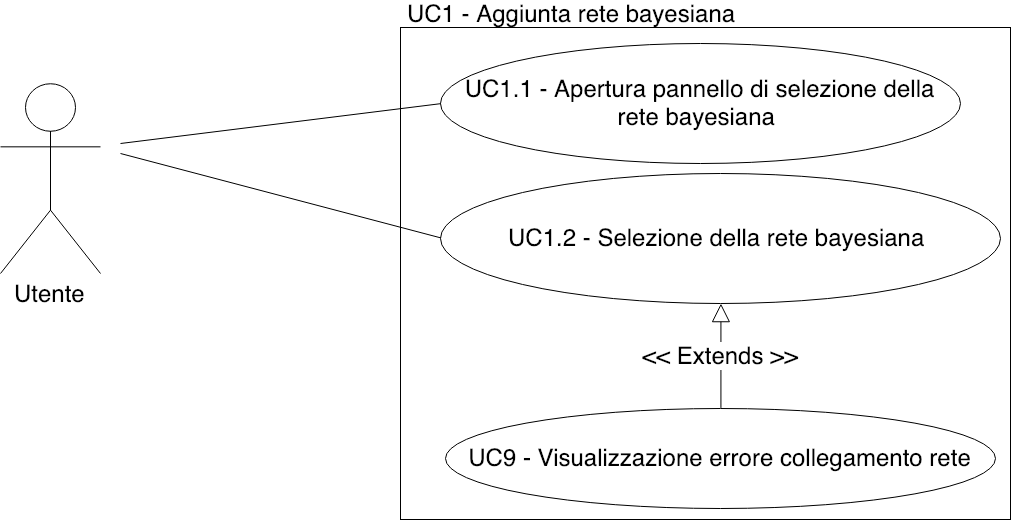 UC1 - Aggiunta rete bayesiana
UC1.1 - Apertura pannello di selezione della
rete bayesiana
UC1.2 - Selezione della rete bayesiana
Utente
<< Extends >>
UC9 - Visualizzazione errore collegamento rete